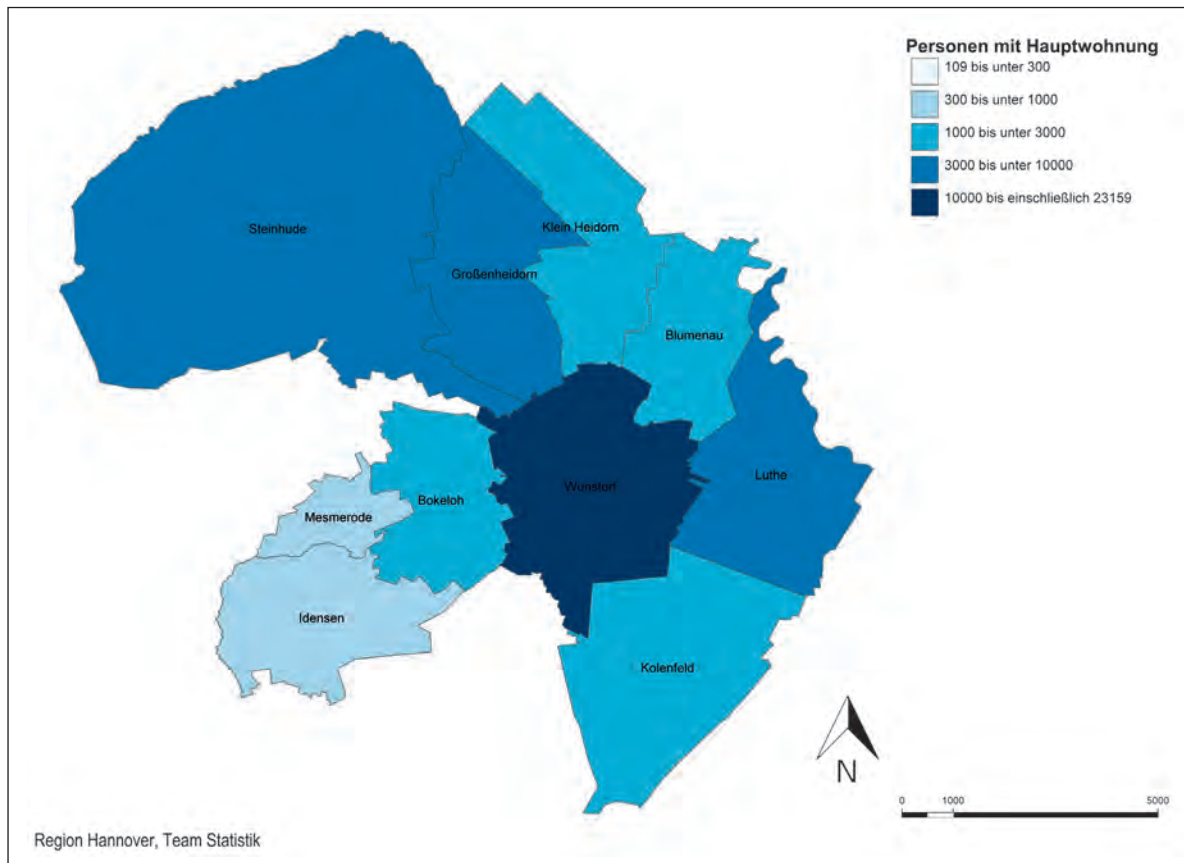 Personen mit Hauptwohnung
109 bis unter 300
300 bis unter 1000
1000 bis unter 3000
3000 bis unter 10000
10000 bis einschließlich 23159
Steinhude
Klein Heidorn
Großenheidorn
Blumenau
Wunstorf
Luthe
Bokeloh
Mesmerode
Idensen
Kolenfeld
N
0 1000 5000
Region Hannover, Team Statistik